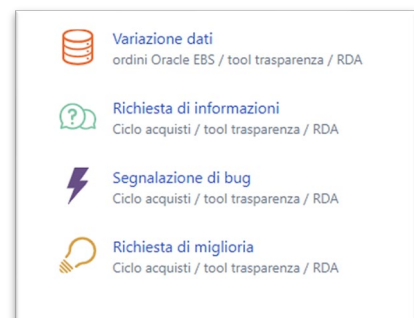 Variazione dati
ordini Oracle EBS / tool trasparenza / RDA
Richiesta di informazioni
Ciclo acquisti / tool trasparenza / RDA
Segnalazione di bug
Ciclo acquisti / tool trasparenza / RDA
Richiesta di miglioria
Ciclo acquisti / tool trasparenza / RDA